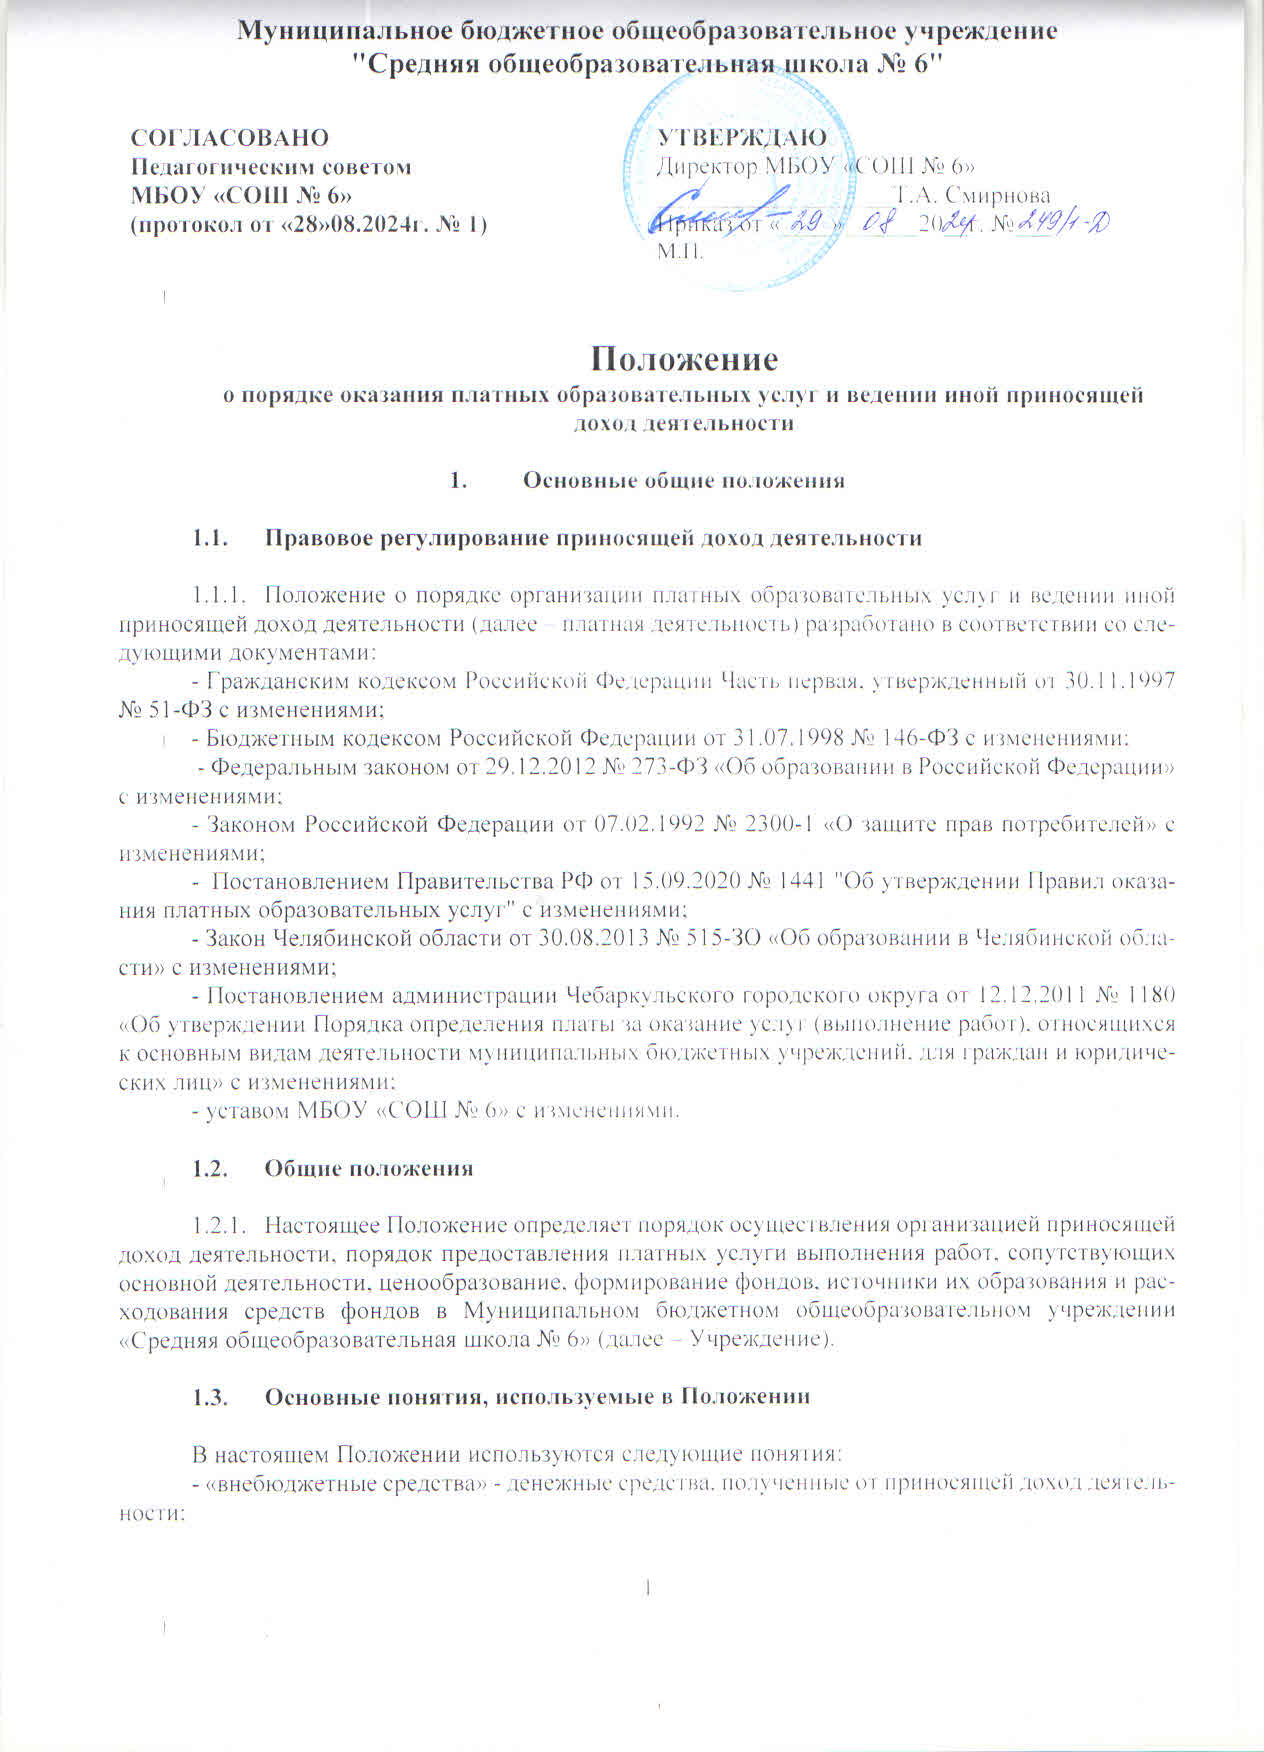 Муниципальное бюджетное общеобразовательное учреждение
"Средняя общеобразовательная школа № 6"
СОГЛАСОВАНО
Педагогическим советом
МБОУ «СОШ № 6»
(протокол от «28»08.2024г. № 1)
УТВЕРЖДАЮ
Директор МБОУ «СОШ № 6»
Т.А. Смирнова
Приказ от « 29 » 08 2024г. № 249/1-Д
М.П.
Положение
о порядке оказания платных образовательных услуг и ведении иной приносящей
доход деятельности
1. Основные общие положения
1.1. Правовое регулирование приносящей доход деятельности
1.1.1. Положение о порядке организации платных образовательных услуг и ведении иной
приносящей доход деятельности (далее – платная деятельность) разработано в соответствии со сле-
дующими документами:
- Гражданским кодексом Российской Федерации Часть первая, утвержденный от 30.11.1997
№ 51-ФЗ с изменениями;
- Бюджетным кодексом Российской Федерации от 31.07.1998 № 146-ФЗ с изменениями;
- Федеральным законом от 29.12.2012 № 273-ФЗ «Об образовании в Российской Федерации»
с изменениями;
- Законом Российской Федерации от 07.02.1992 № 2300-1 «О защите прав потребителей» с
изменениями;
- Постановлением Правительства РФ от 15.09.2020 № 1441 "Об утверждении Правил оказа-
ния платных образовательных услуг" с изменениями;
- Закон Челябинской области от 30.08.2013 № 515-ЗО «Об образовании в Челябинской обла-
сти» с изменениями;
- Постановлением администрации Чебаркульского городского округа от 12.12.2011 № 1180
«Об утверждении Порядка определения платы за оказание услуг (выполнение работ), относящихся
к основным видам деятельности муниципальных бюджетных учреждений, для граждан и юридиче-
ских лиц» с изменениями;
- уставом МБОУ «СОШ № 6» с изменениями.
1.2. Общие положения
1.2.1. Настоящее Положение определяет порядок осуществления организацией приносящей
доход деятельности, порядок предоставления платных услуги выполнения работ, сопутствующих
основной деятельности, ценообразование, формирование фондов, источники их образования и рас-
ходования средств фондов в Муниципальном бюджетном общеобразовательном учреждении
«Средняя общеобразовательная школа № 6» (далее – Учреждение).
1.3. Основные понятия, используемые в Положении
В настоящем Положении используются следующие понятия:
- «внебюджетные средства» - денежные средства, полученные от приносящей доход деятель-
ности;
1